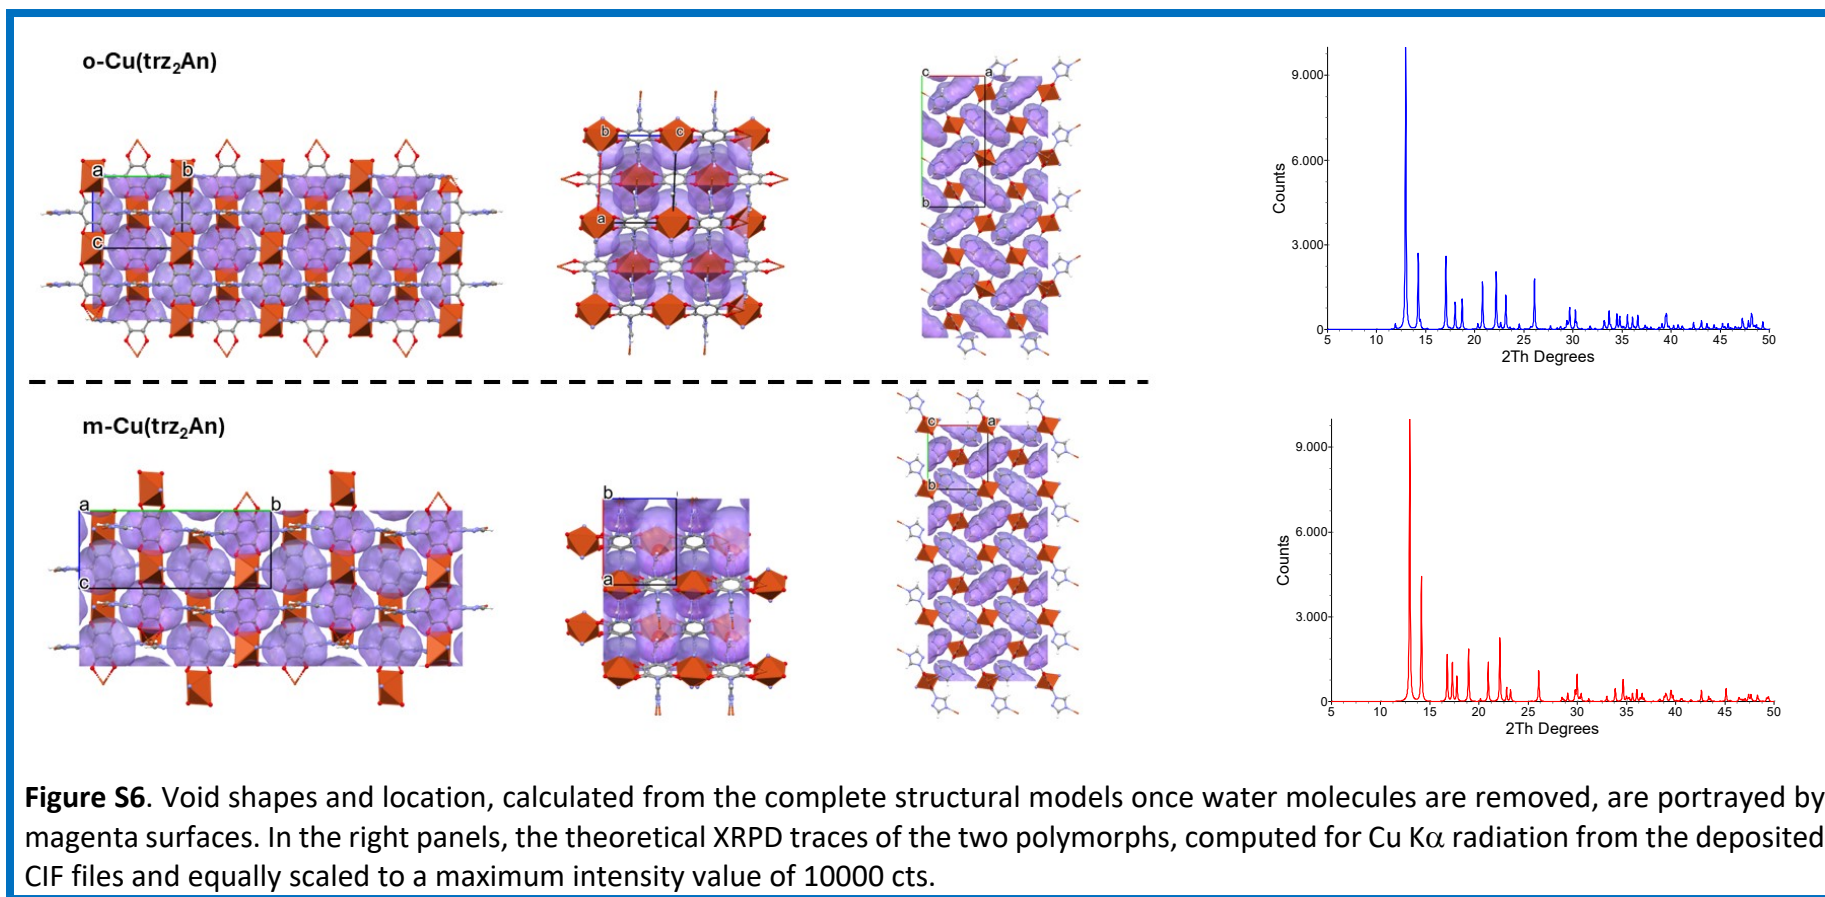 o-Cu(trz₂An)
a
b
c
b
c
a
c
a
b
9.000
6.000
3.000
0
Counts
5 10 15 20 25 30 35 40 45 50
2Th Degrees
m-Cu(trz₂An)
a
b
c
b
a
c
a
b
9.000
6.000
3.000
0
Counts
5 10 15 20 25 30 35 40 45 50
2Th Degrees
Figure S6. Void shapes and location, calculated from the complete structural models once water molecules are removed, are portrayed by
magenta surfaces. In the right panels, the theoretical XRPD traces of the two polymorphs, computed for Cu Kα radiation from the deposited
CIF files and equally scaled to a maximum intensity value of 10000 cts.